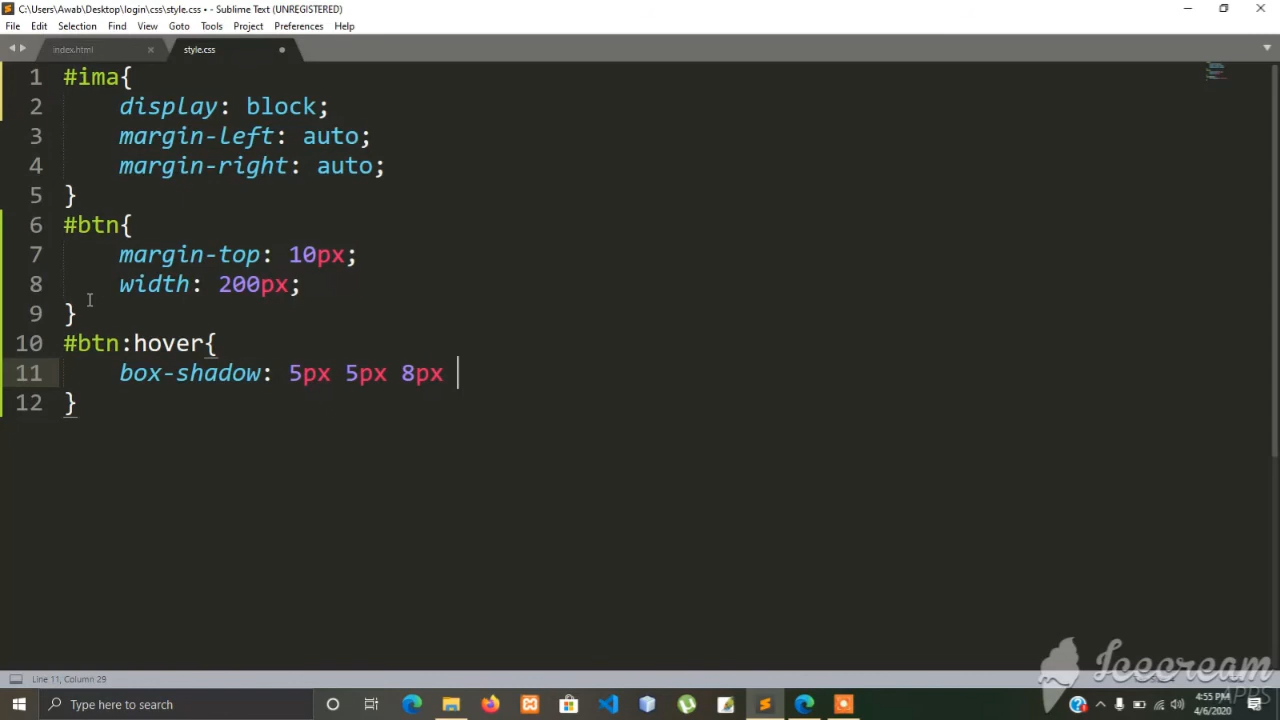 C:\Users\Awab\Desktop\login\css\style.css • - Sublime Text (UNREGISTERED)
File Edit Selection Find View Goto Tools Project Preferences Help
index.html × style.css
1 #ima{
2 display: block;
3 margin-left: auto;
4 margin-right: auto;
5 }
6 #btn{
7 margin-top: 10px;
8 width: 200px;
9 }
10 #btn:hover{
11 box-shadow: 5px 5px 8px
12 }
Line 11, Column 29
Icecream
APPS
Type here to search
4:55 PM
4/6/2020